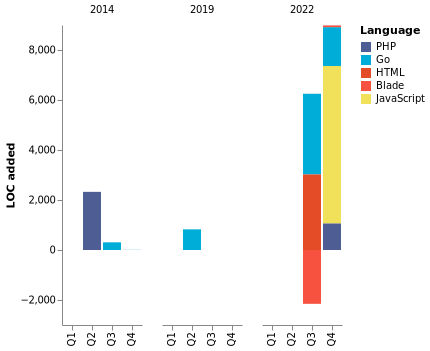 2014 2019 2022
Language
PHP
Go
HTML
Blade
JavaScript
LOC added
8,000
6,000
4,000
2,000
0
−2,000
Q1 Q2 Q3 Q4 Q1 Q2 Q3 Q4 Q1 Q2 Q3 Q4